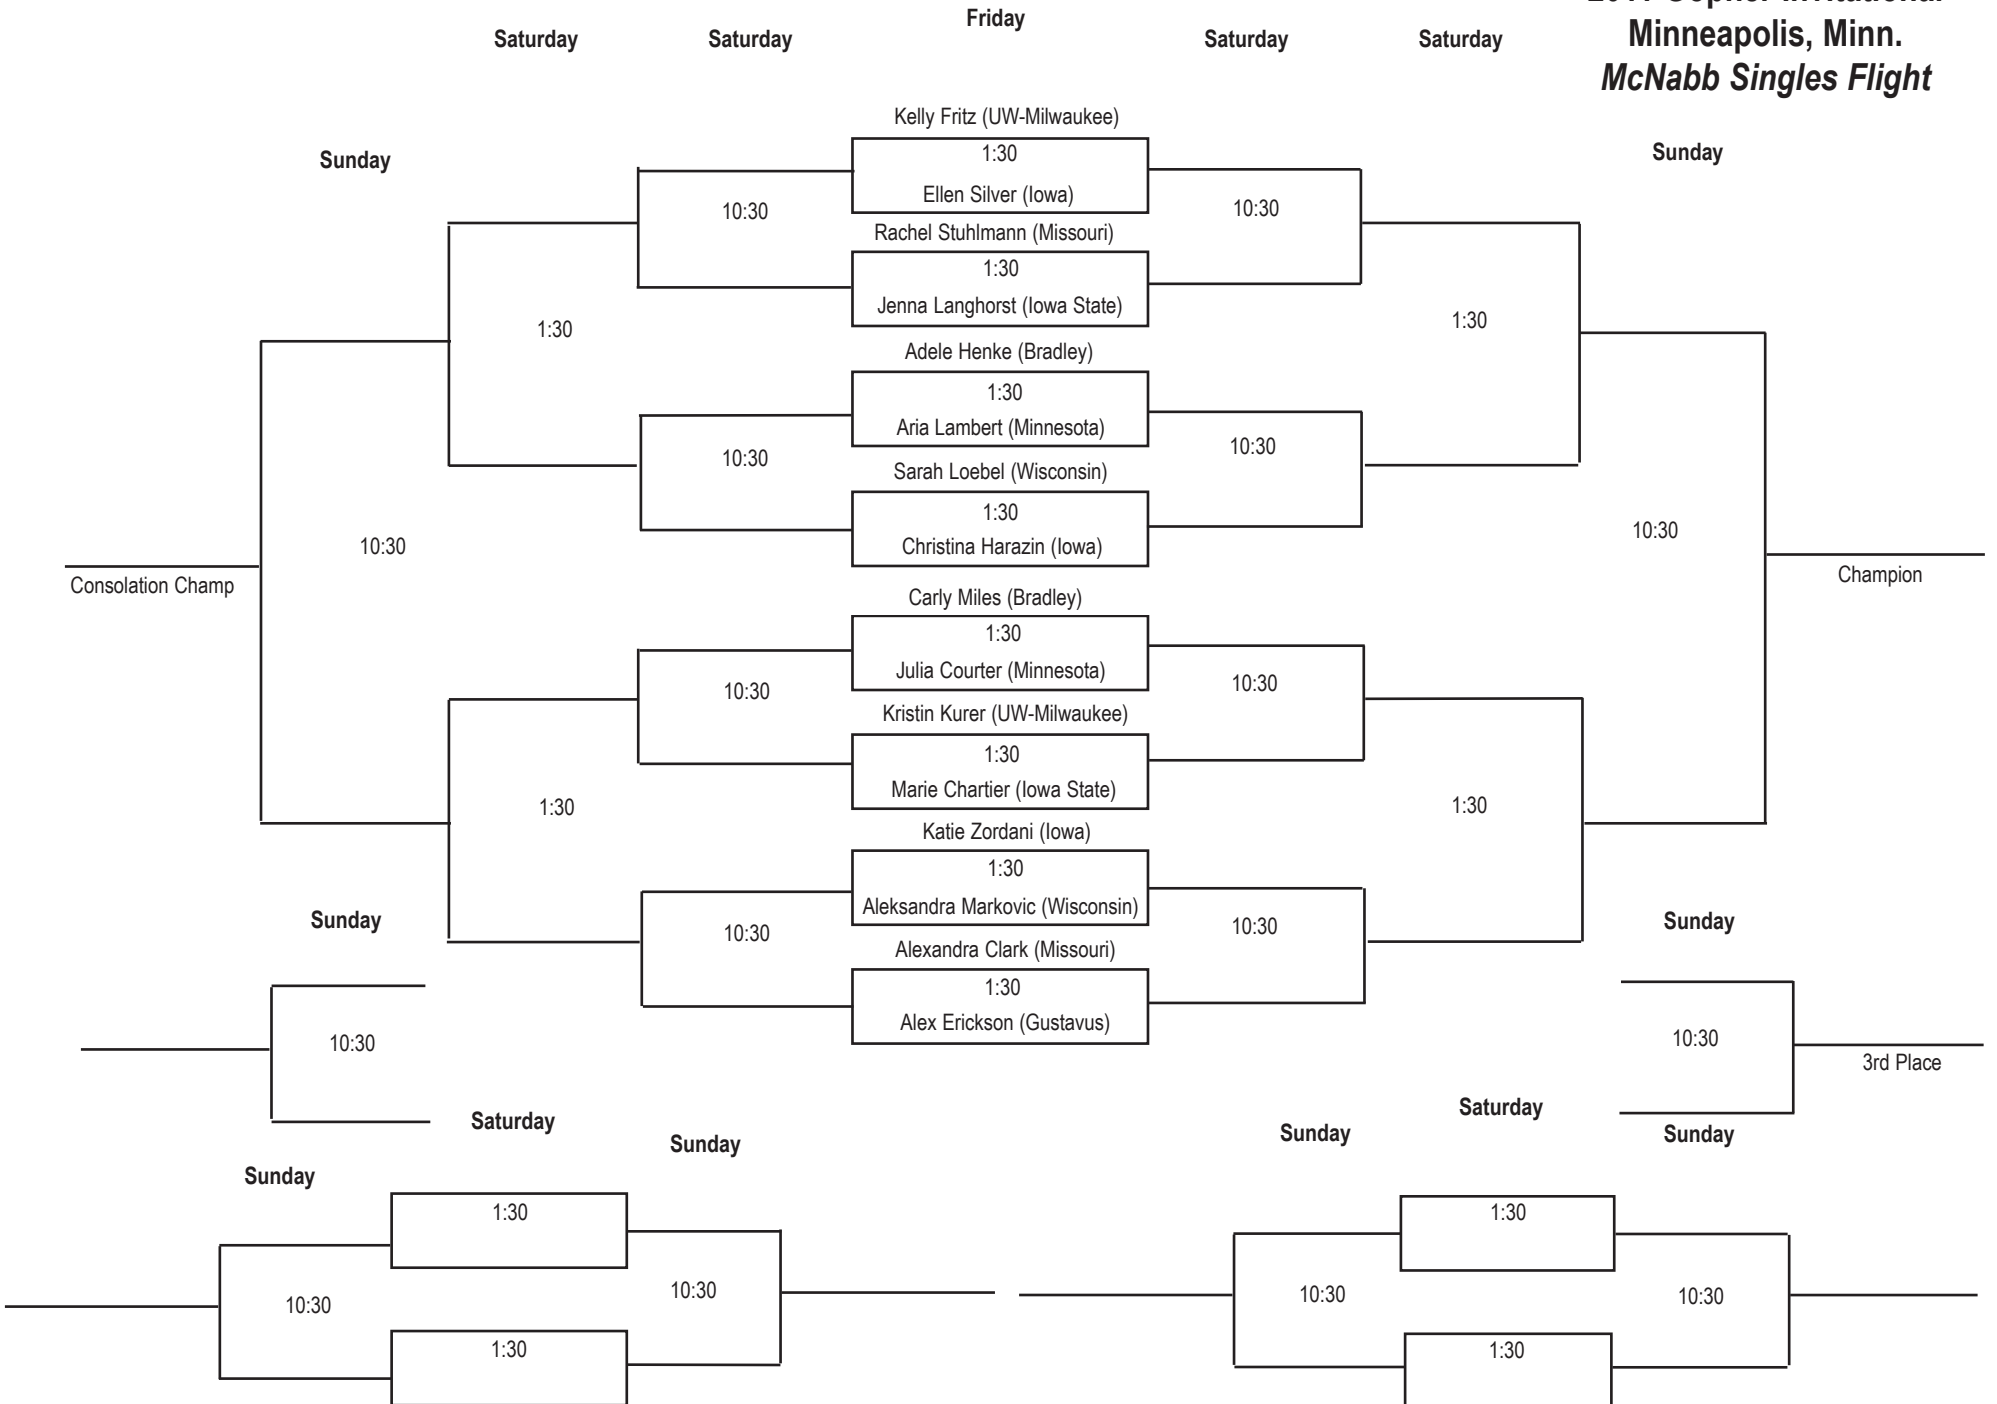 Friday
Saturday
Saturday
Saturday
Saturday
Minneapolis, Minn.
McNabb Singles Flight
Sunday
Sunday
Kelly Fritz (UW-Milwaukee)
1:30
Ellen Silver (Iowa)
10:30
10:30
Rachel Stuhlmann (Missouri)
1:30
Jenna Langhorst (Iowa State)
1:30
1:30
Adele Henke (Bradley)
1:30
Aria Lambert (Minnesota)
10:30
10:30
Sarah Loebel (Wisconsin)
1:30
Christina Harazin (Iowa)
10:30
10:30
Consolation Champ
Champion
Carly Miles (Bradley)
1:30
Julia Courter (Minnesota)
10:30
10:30
Kristin Kurer (UW-Milwaukee)
1:30
Marie Chartier (Iowa State)
1:30
1:30
Katie Zordani (Iowa)
1:30
Aleksandra Markovic (Wisconsin)
10:30
10:30
Alexandra Clark (Missouri)
1:30
Alex Erickson (Gustavus)
Sunday
Sunday
10:30
10:30
3rd Place
Saturday
Sunday
Sunday
1:30
10:30
10:30
1:30
Saturday
Sunday
Sunday
1:30
10:30
10:30
1:30